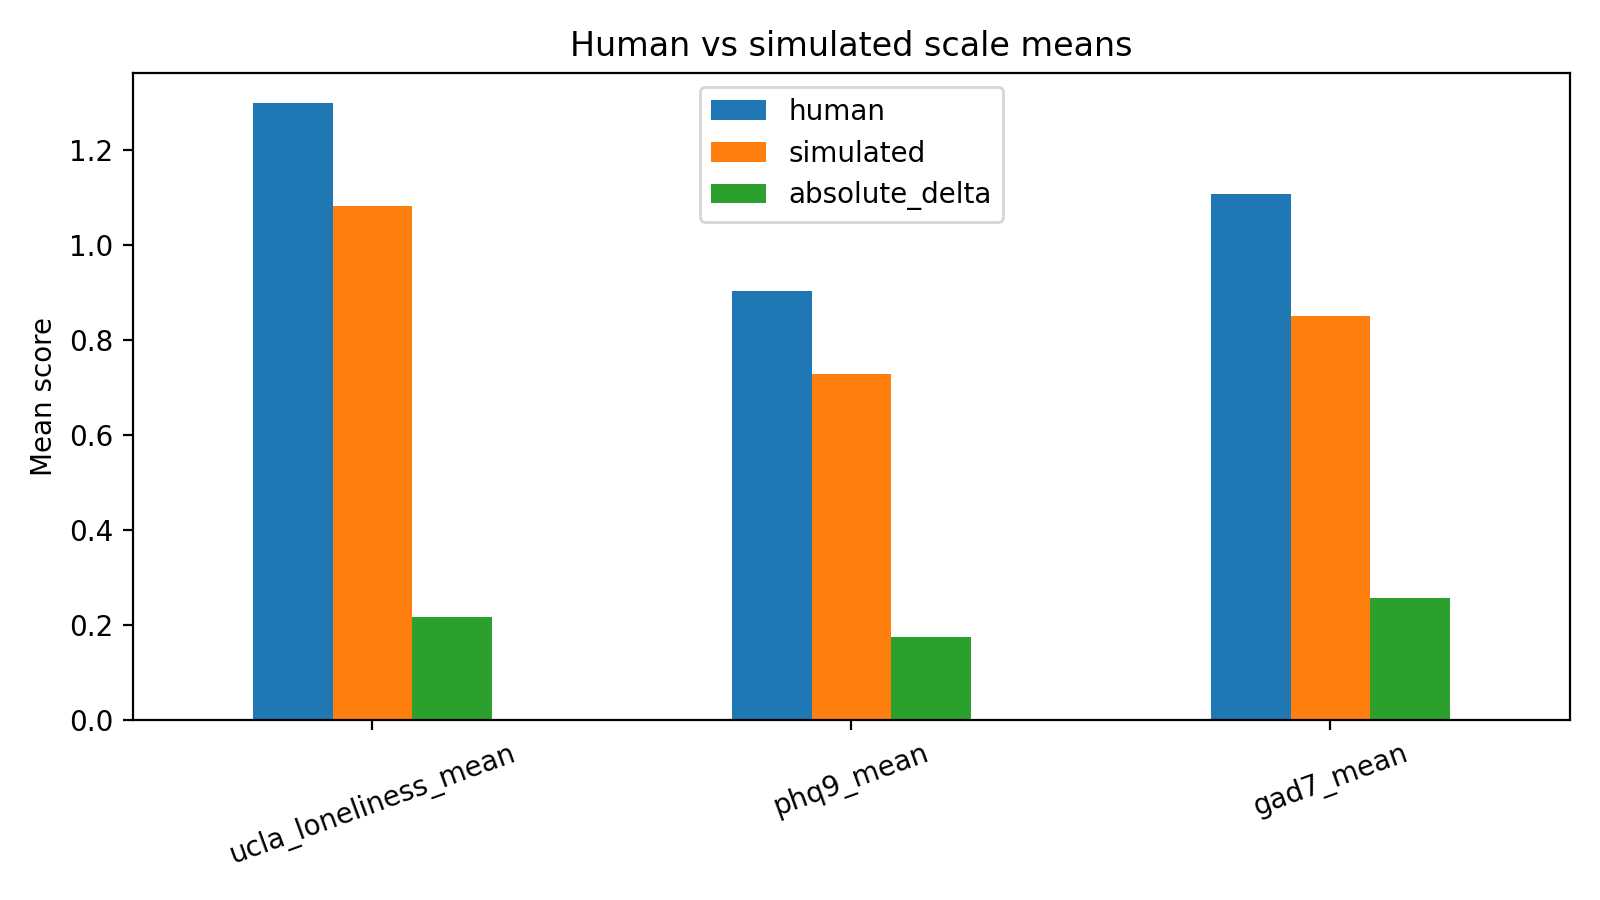 Human vs simulated scale means
human
simulated
absolute_delta
Mean score
1.2
1.0
0.8
0.6
0.4
0.2
0.0
ucla_loneliness_mean
phq9_mean
gad7_mean